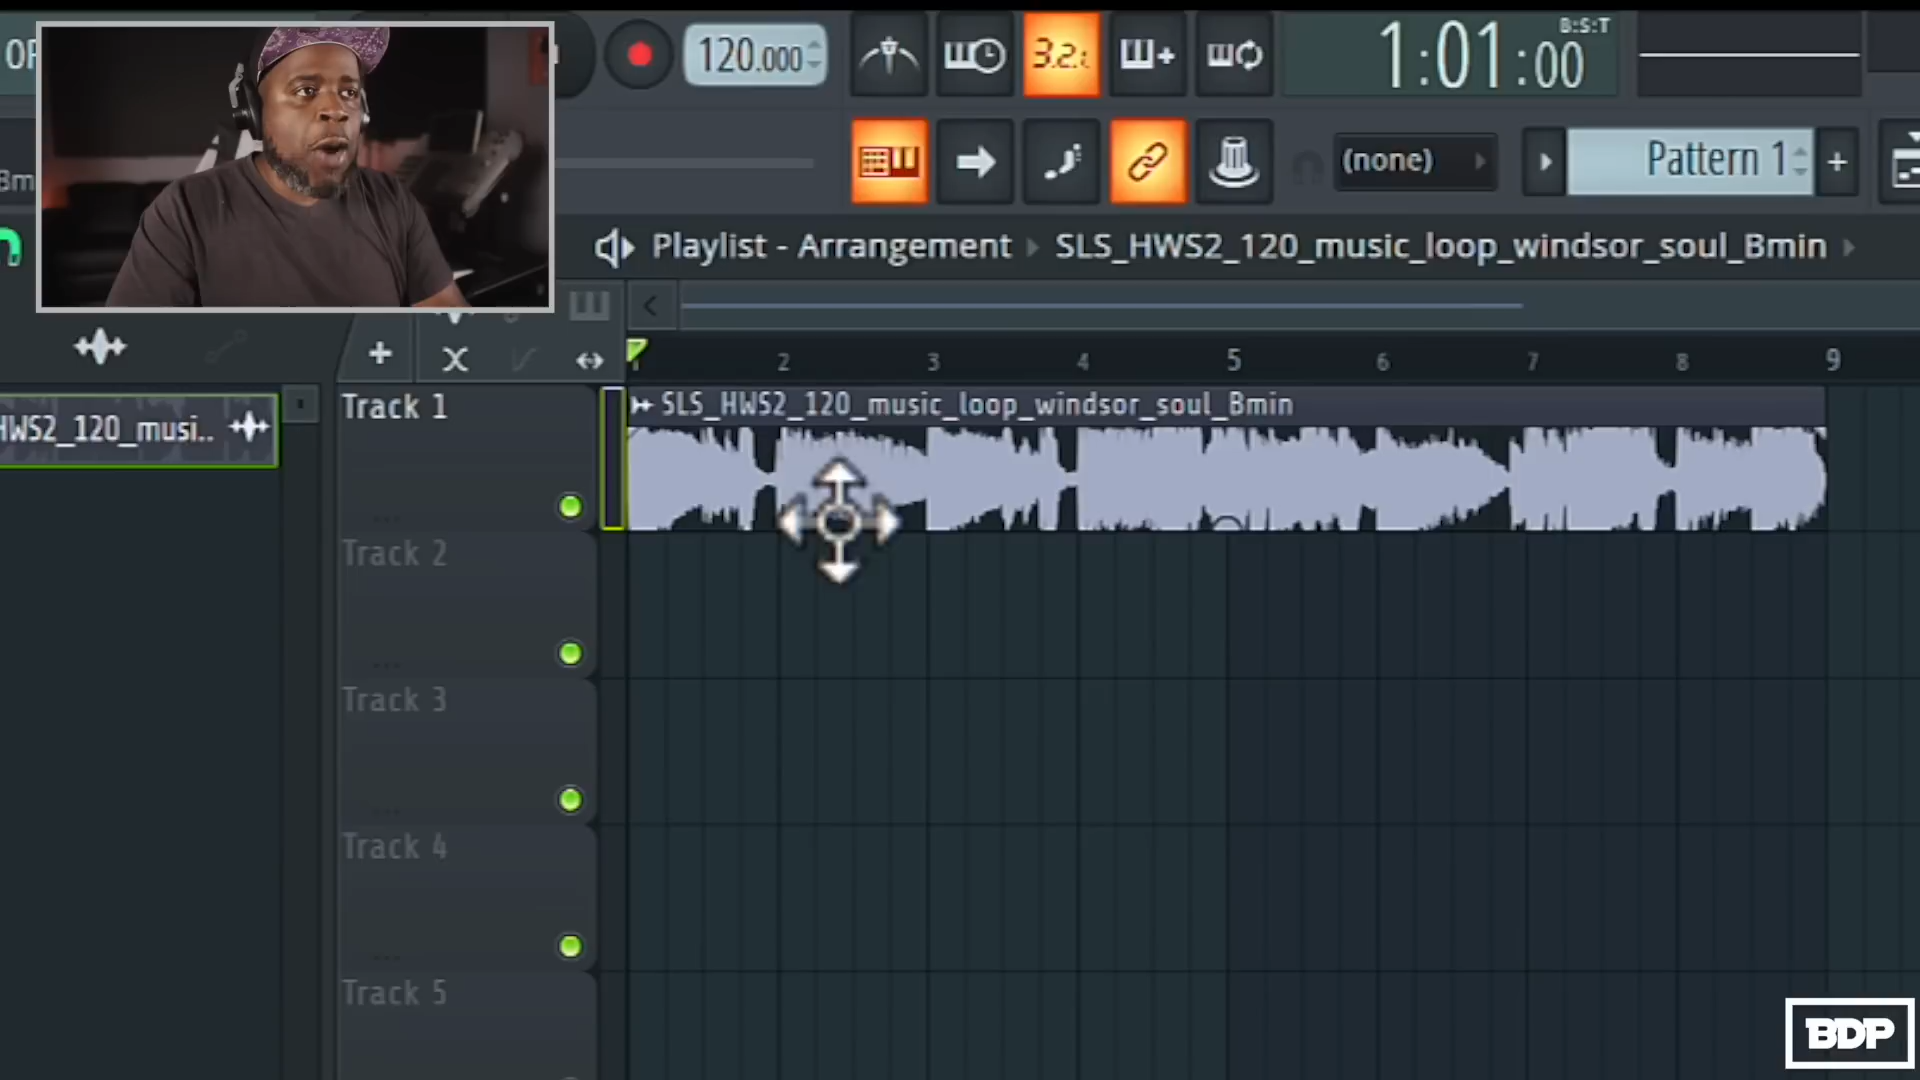 120.000
3.2:
B:S:T
1:01:00
(none)
Pattern 1
+
Playlist - Arrangement
SLS_HWS2_120_music_loop_windsor_soul_Bmin
2 3 4 5 6 7 8 9
HWS2_120_musi..
Track 1
SLS_HWS2_120_music_loop_windsor_soul_Bmin
Track 2
Track 3
Track 4
Track 5
BDP